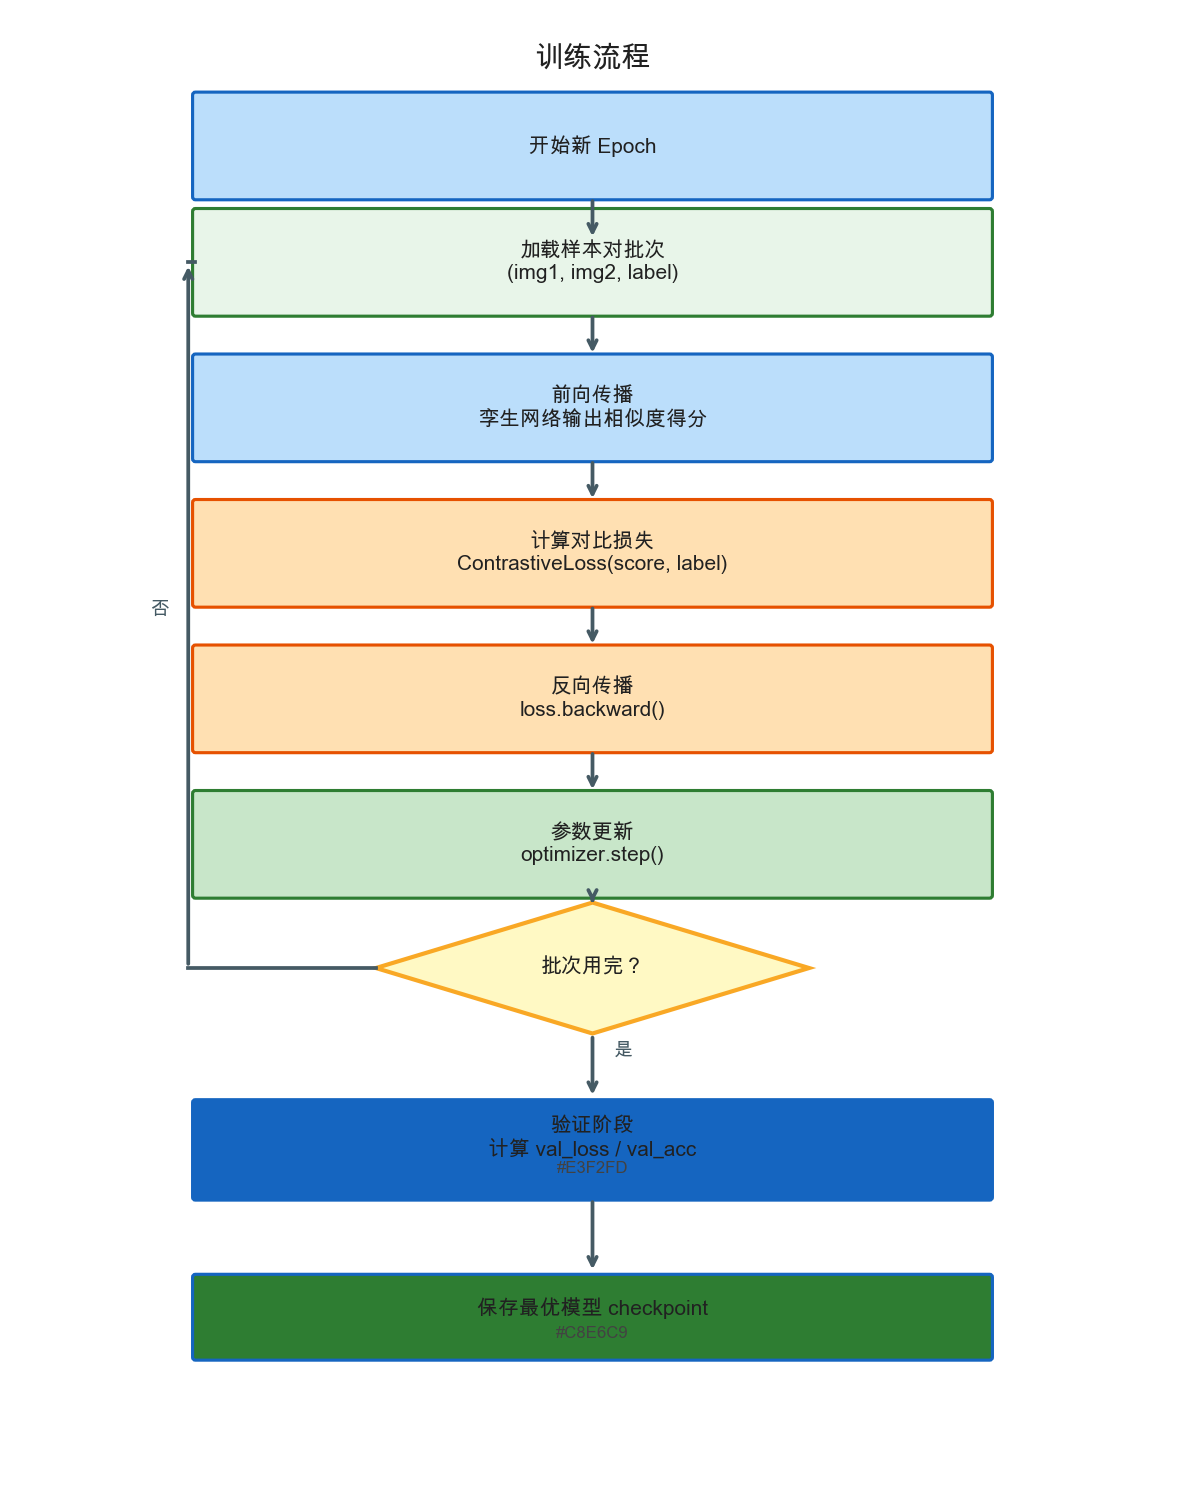 训练流程
开始新 Epoch
加载样本对批次
(img1, img2, label)
前向传播
孪生网络输出相似度得分
计算对比损失
ContrastiveLoss(score, label)
否
反向传播
loss.backward()
参数更新
optimizer.step()
批次用完？
是
验证阶段
计算 val_loss / val_acc
#E3F2FD
保存最优模型 checkpoint
#C8E6C9